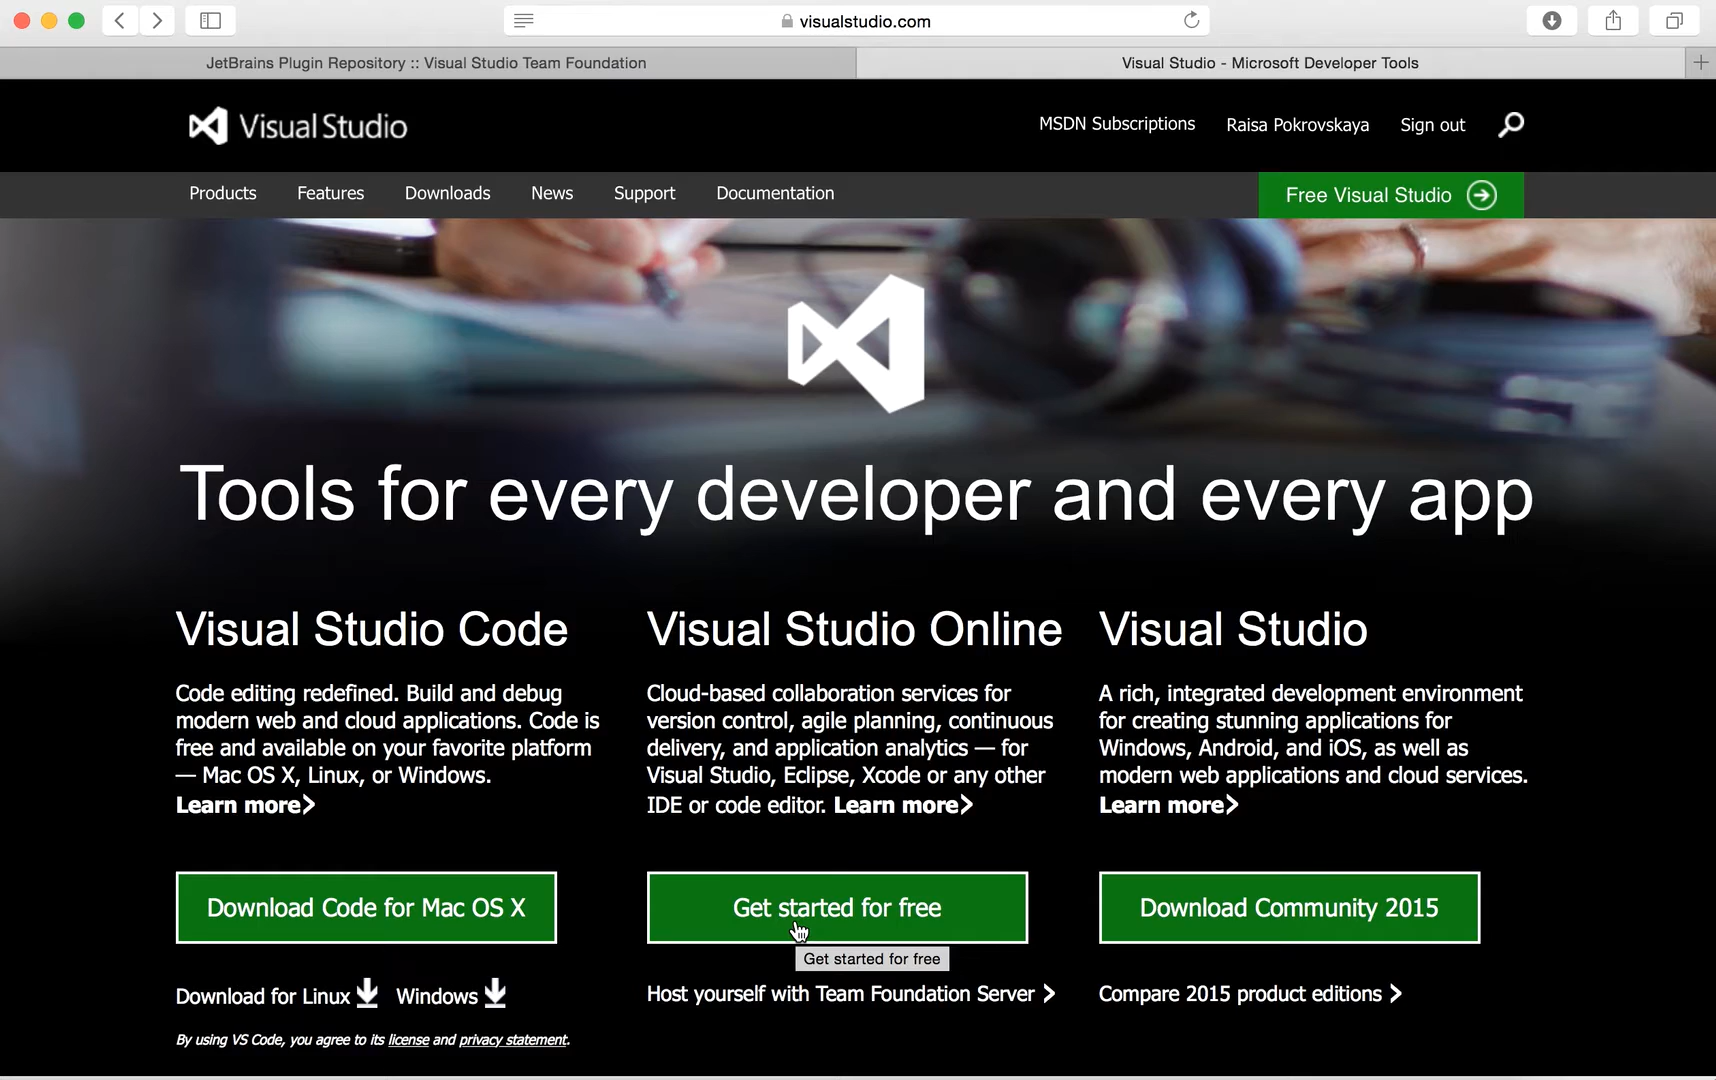 visualstudio.com
JetBrains Plugin Repository :: Visual Studio Team Foundation
Visual Studio - Microsoft Developer Tools
Visual Studio
MSDN Subscriptions
Raisa Pokrovskaya
Sign out
Products
Features
Downloads
News
Support
Documentation
Free Visual Studio
Tools for every developer and every app
Visual Studio Code
Code editing redefined. Build and debug
modern web and cloud applications. Code is
free and available on your favorite platform
— Mac OS X, Linux, or Windows.
Learn more
Download Code for Mac OS X
Download for Linux
Windows
By using VS Code, you agree to its license and privacy statement.
Visual Studio Online
Cloud-based collaboration services for
version control, agile planning, continuous
delivery, and application analytics — for
Visual Studio, Eclipse, Xcode or any other
IDE or code editor. Learn more
Get started for free
Get started for free
Host yourself with Team Foundation Server
Visual Studio
A rich, integrated development environment
for creating stunning applications for
Windows, Android, and iOS, as well as
modern web applications and cloud services.
Learn more
Download Community 2015
Compare 2015 product editions